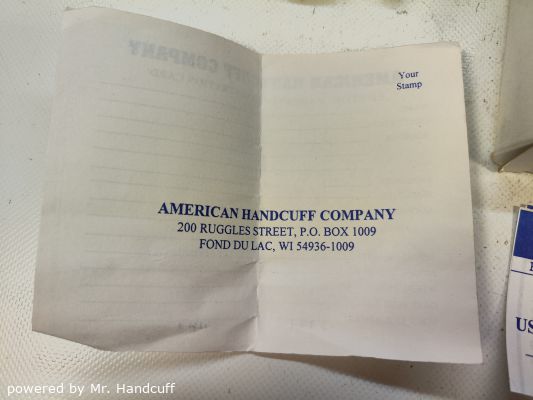 Your
Stamp
AMERICAN HANDCUFF COMPANY
200 RUGGLES STREET, P.O. BOX 1009
FOND DU LAC, WI 54936-1009
US
powered by Mr. Handcuff